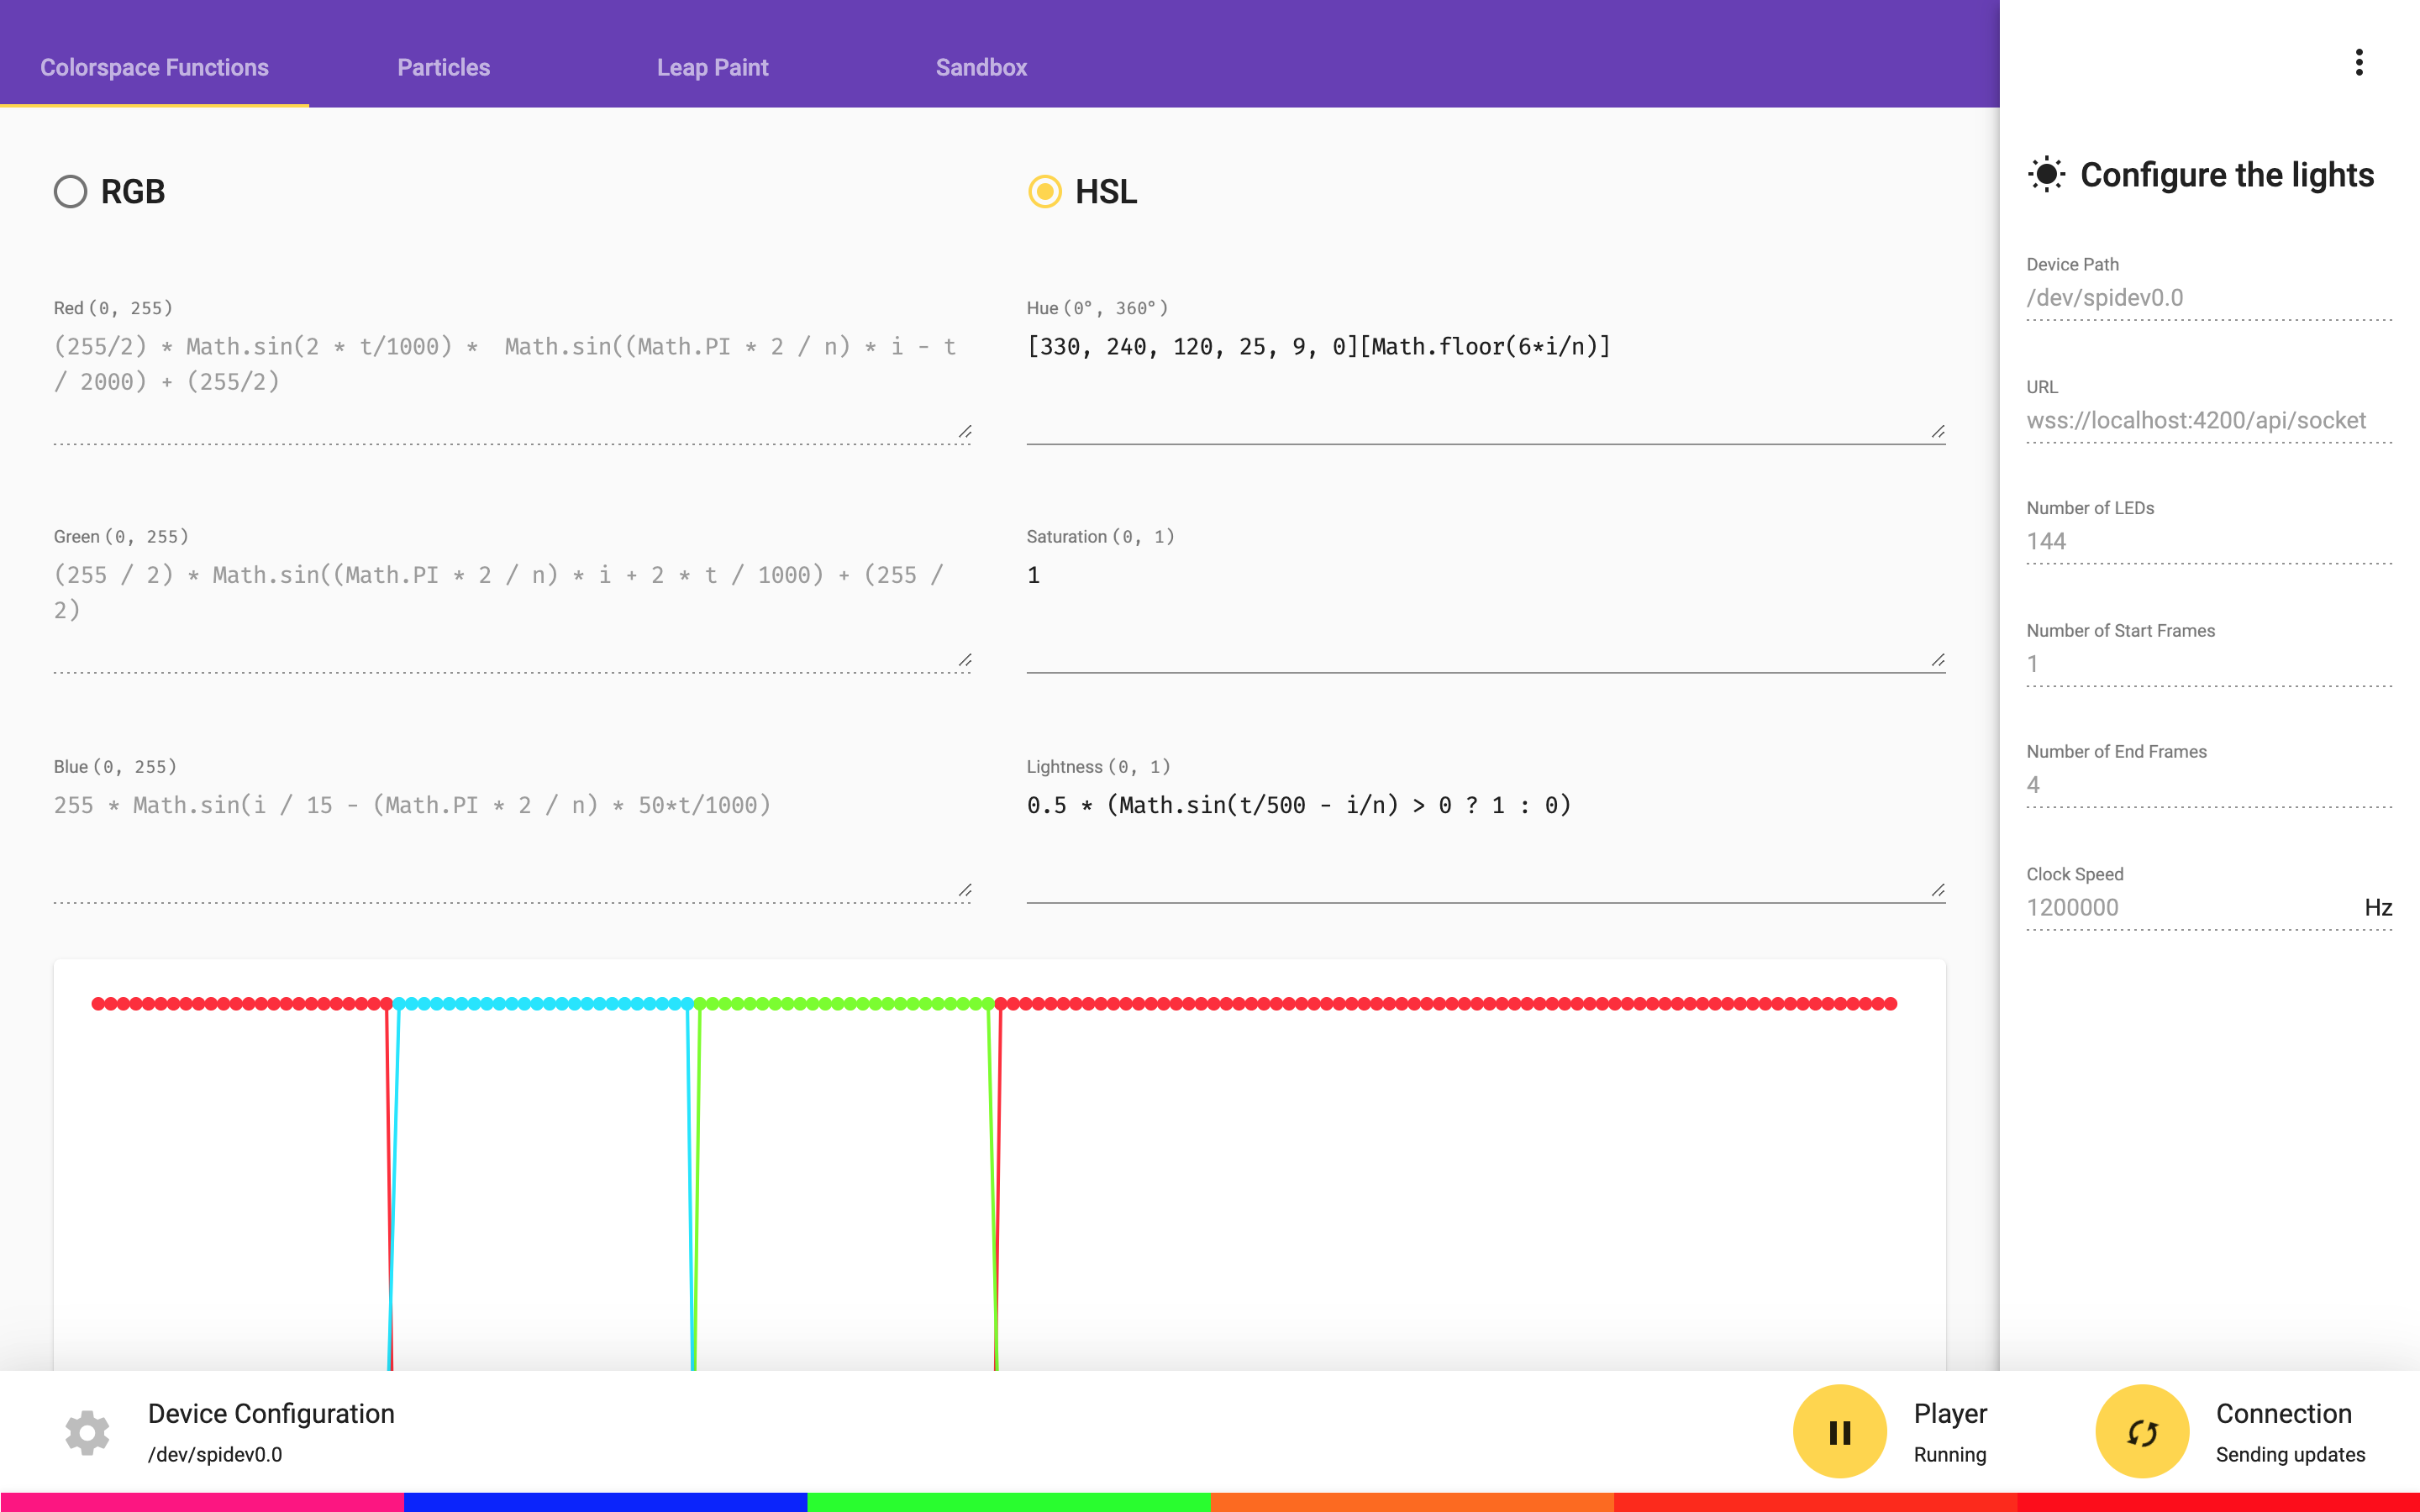 Colorspace Functions
Particles
Leap Paint
Sandbox
RGB
HSL
Red (0, 255)
(255/2) * Math.sin(2 * t/1000) *  Math.sin((Math.PI * 2 / n) * i - t
/ 2000) + (255/2)
Hue (0°, 360°)
[330, 240, 120, 25, 9, 0][Math.floor(6*i/n)]
Green (0, 255)
(255 / 2) * Math.sin((Math.PI * 2 / n) * i + 2 * t / 1000) + (255 /
2)
Saturation (0, 1)
1
Blue (0, 255)
255 * Math.sin(i / 15 - (Math.PI * 2 / n) * 50*t/1000)
Lightness (0, 1)
0.5 * (Math.sin(t/500 - i/n) > 0 ? 1 : 0)
Configure the lights
Device Path
/dev/spidev0.0
URL
wss://localhost:4200/api/socket
Number of LEDs
144
Number of Start Frames
1
Number of End Frames
4
Clock Speed
1200000 Hz
Device Configuration
/dev/spidev0.0
Player
Running
Connection
Sending updates